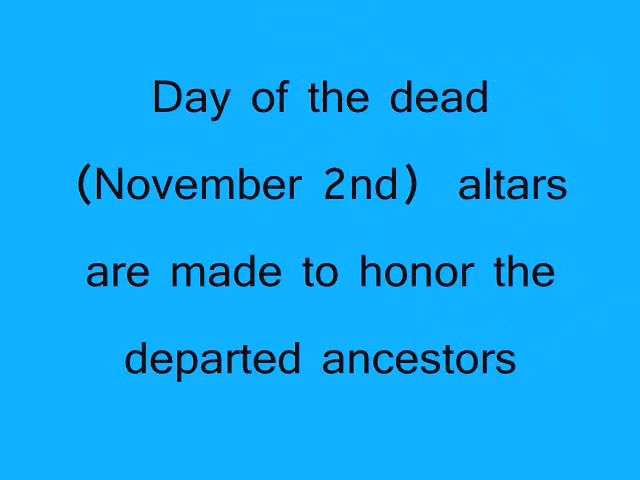 Day of the dead
(November 2nd) altars
are made to honor the
departed ancestors